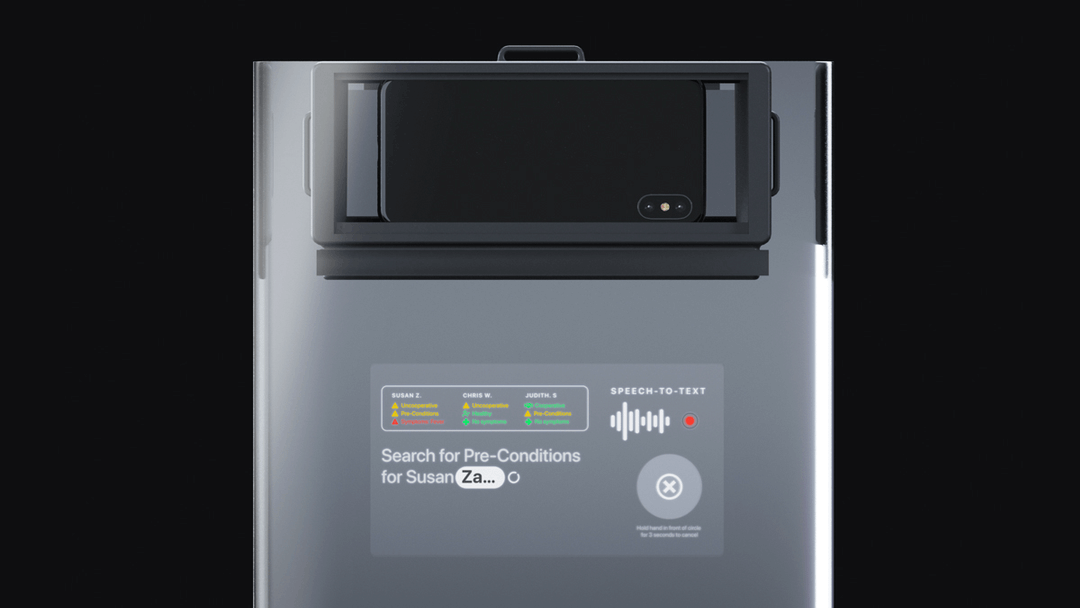 SUSAN Z.
Uncooperative
Pre-Conditions
CHRIS W.
Uncooperative
Healthy
No symptoms
JUDITH. S
Cooperative
Pre-Conditions
No symptoms
Search for Pre-Conditions
for Susan Za...
SPEECH-TO-TEXT
Hold hand in front of circle
for 3 seconds to cancel